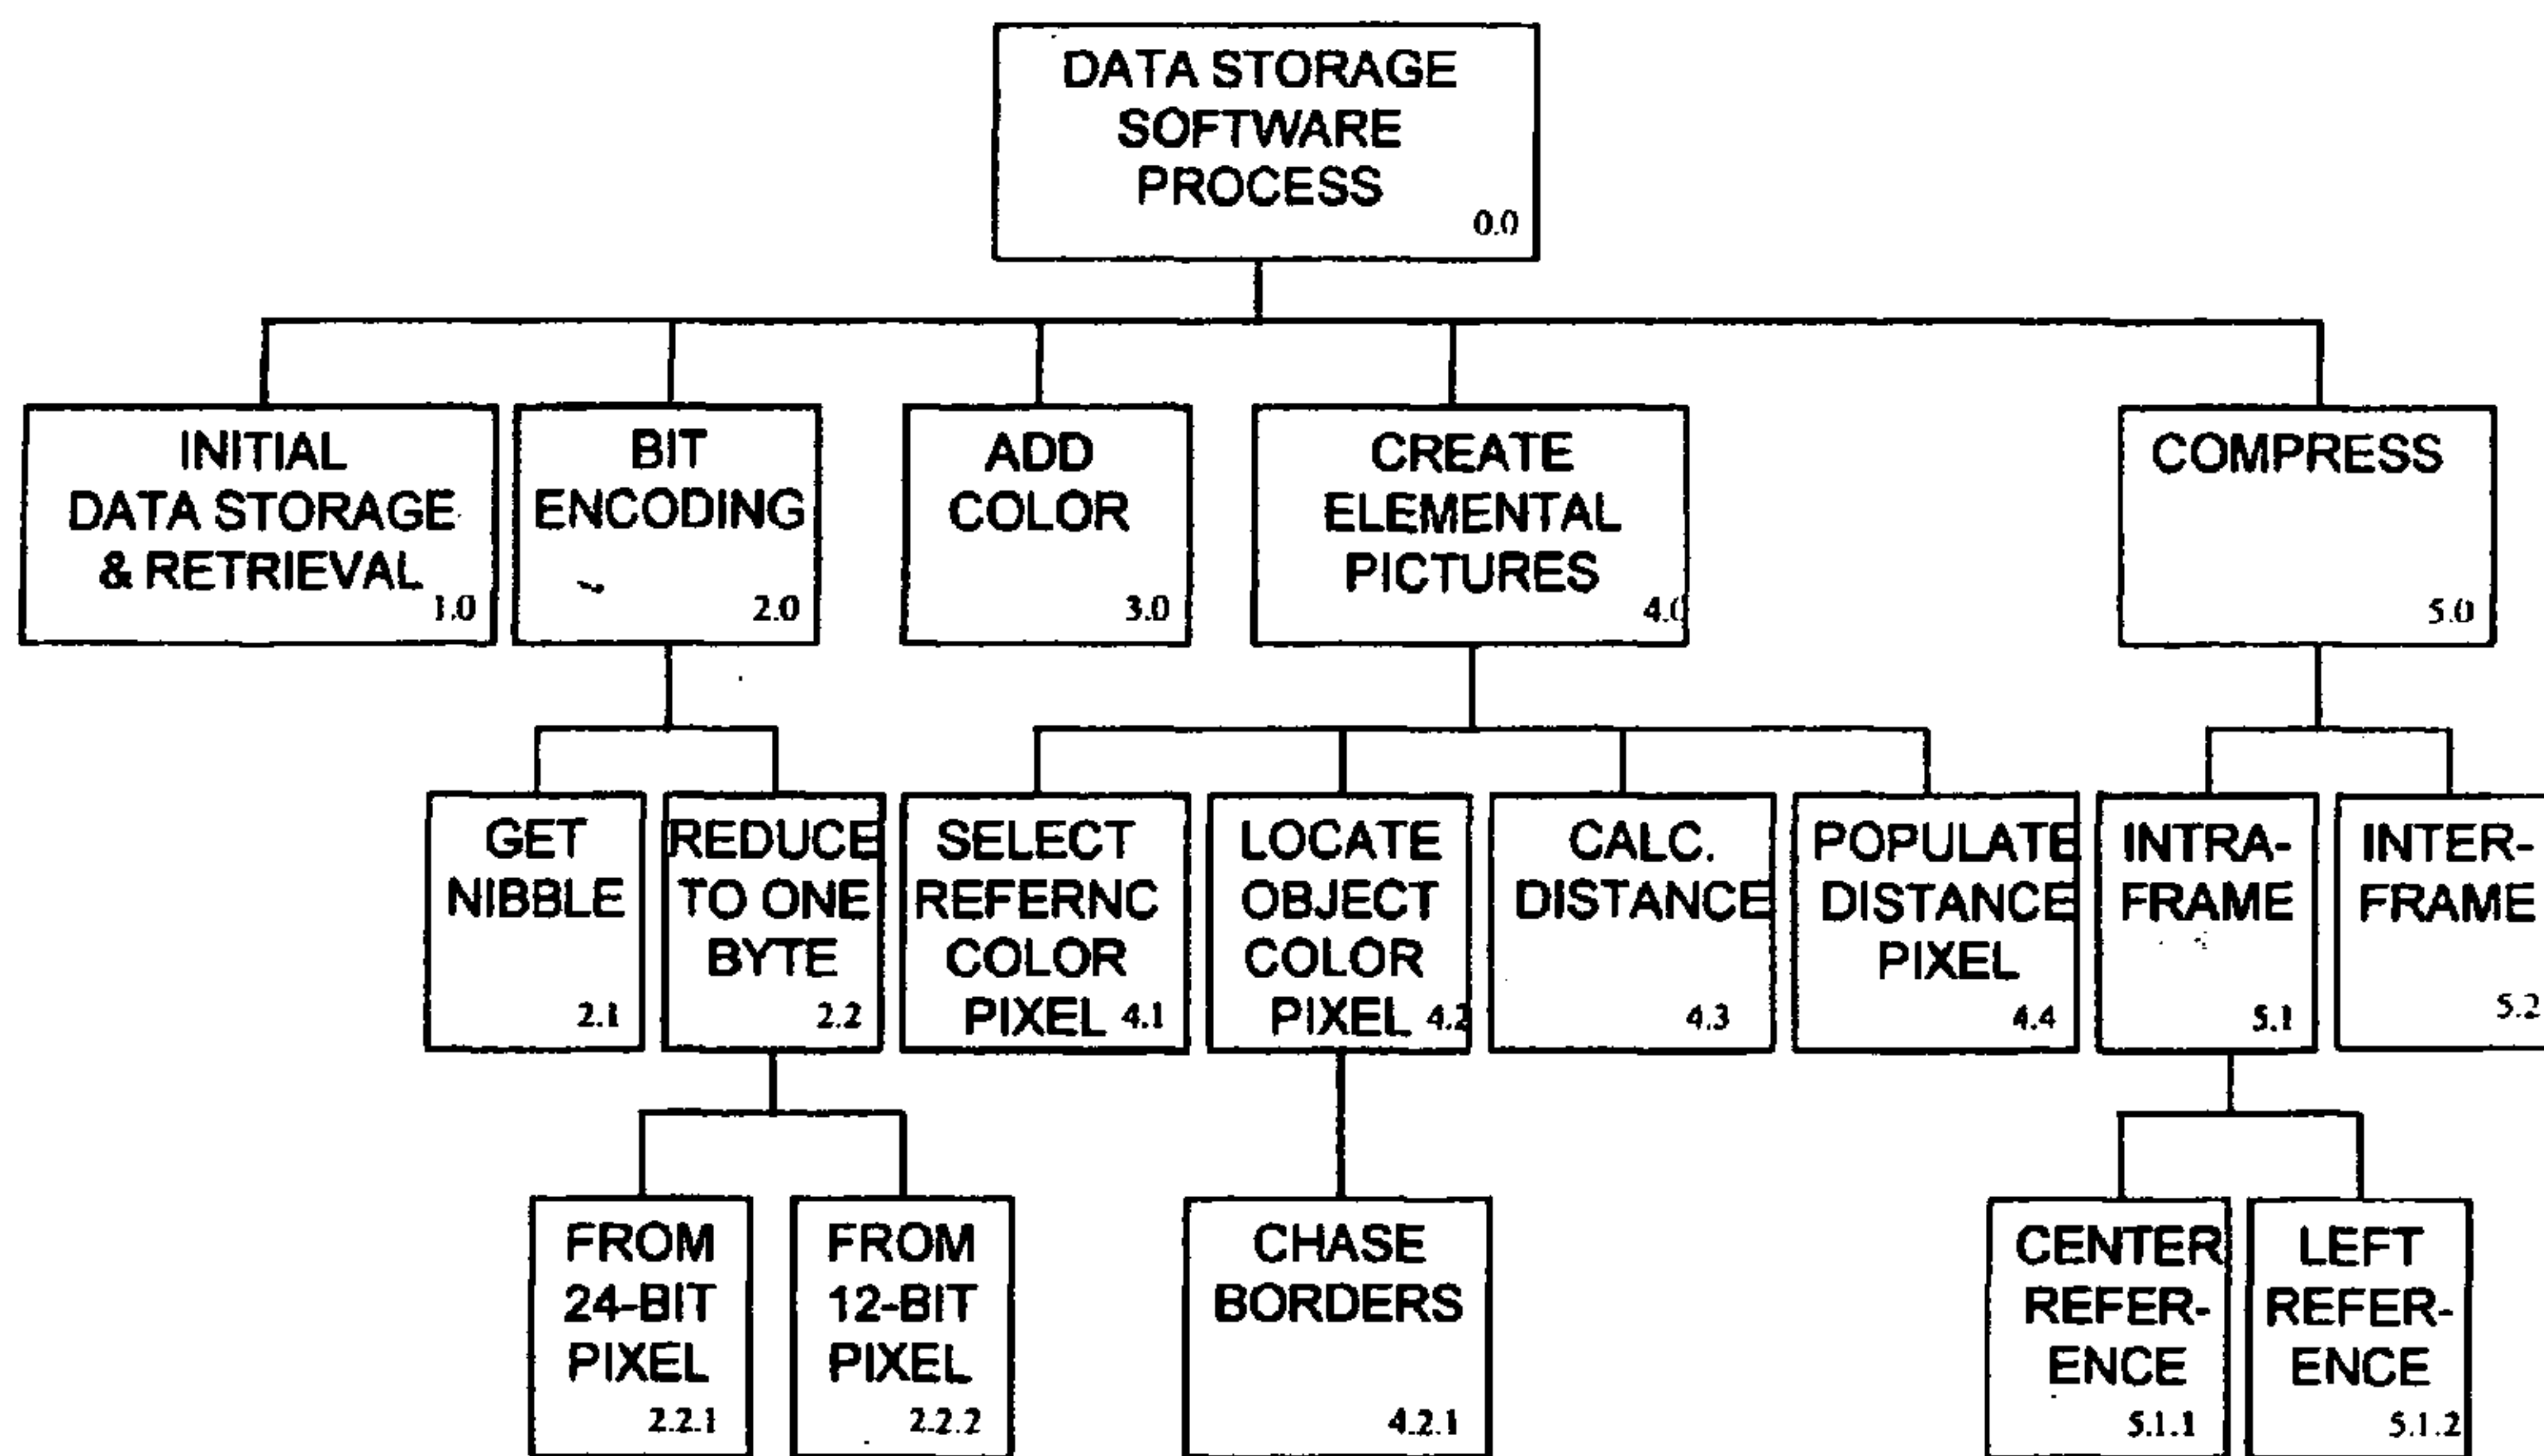 DATA STORAGE
SOFTWARE
PROCESS
0.0
INITIAL
DATA STORAGE
& RETRIEVAL
1.0
BIT
ENCODING
2.0
ADD
COLOR
3.0
CREATE
ELEMENTAL
PICTURES
4.0
COMPRESS
5.0
GET
NIBBLE
2.1
REDUCE
TO ONE
BYTE
2.2
SELECT
REFERNC
COLOR
PIXEL 4.1
LOCATE
OBJECT
COLOR
PIXEL 4.2
CALC.
DISTANCE
4.3
POPULATE
DISTANCE
PIXEL
4.4
INTRA-
FRAME
5.1
INTER-
FRAME
5.2
FROM
24-BIT
PIXEL
2.2.1
FROM
12-BIT
PIXEL
2.2.2
CHASE
BORDERS
4.2.1
CENTER
REFER-
ENCE
5.1.1
LEFT
REFER-
ENCE
5.1.2